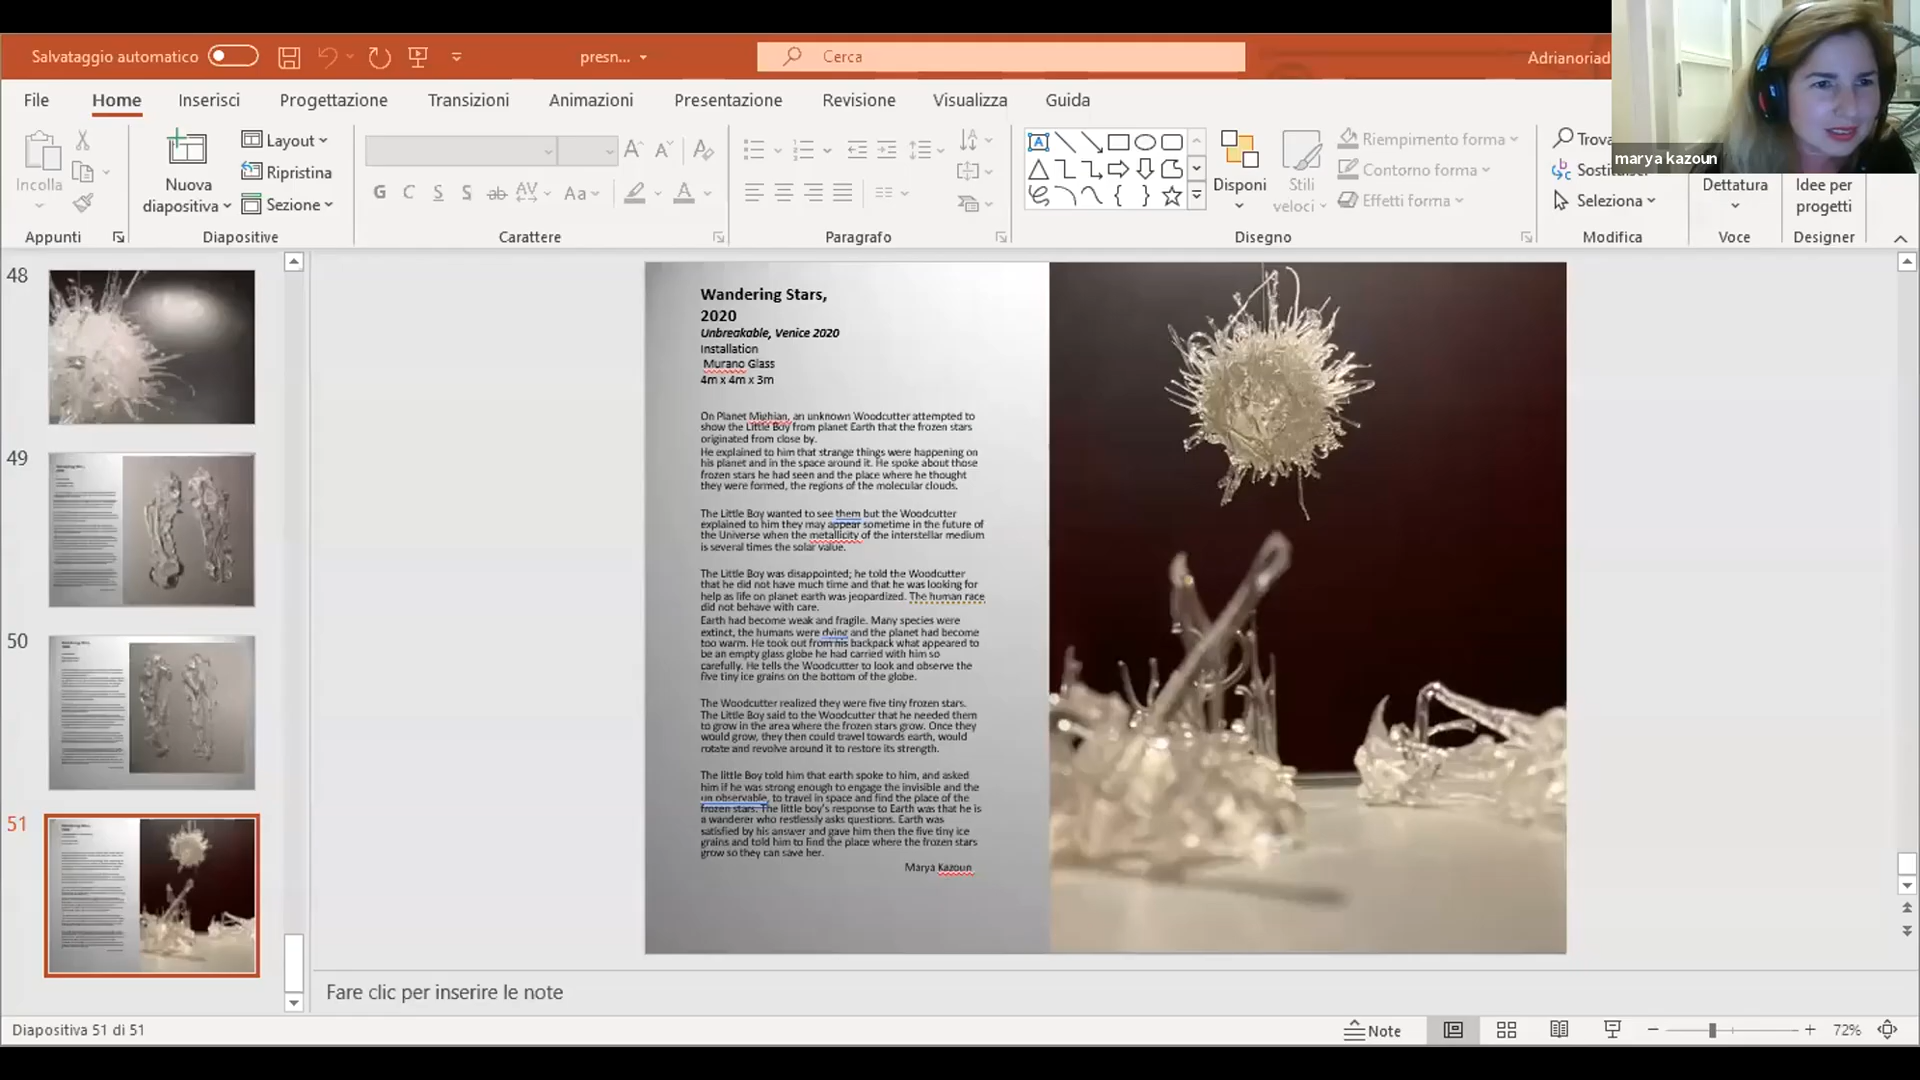 Salvataggio automatico
presn...
Cerca
Adrianoriad
marya kazoun
File
Home
Inserisci
Progettazione
Transizioni
Animazioni
Presentazione
Revisione
Visualizza
Guida
Incolla
Nuova
diapositiva
Layout
Ripristina
Sezione
G C S S ab AV Aa A
Disponi
Stili
veloci
Riempimento forma
Contorno forma
Effetti forma
Trova
Sostituisci
Seleziona
Dettatura
Idee per
progetti
Appunti
Diapositive
Carattere
Paragrafo
Disegno
Modifica
Voce
Designer
48
49
50
51
Wandering Stars,
2020
Unbreakable, Venice 2020
Installation
Murano Glass
4m x 4m x 3m
On Planet Mighian, an unknown Woodcutter attempted to
show the Little Boy from planet Earth that the frozen stars
originated from close by.
He explained to him that strange things were happening on
his planet and in the space around it. He spoke about those
frozen stars he had seen and the place where he thought
they were formed, the regions of the molecular clouds.
The Little Boy wanted to see them but the Woodcutter
explained to him they may appear sometime in the future of
the Universe when the metallicity of the interstellar medium
is several times the solar value.
The Little Boy was disappointed; he told the Woodcutter
that he did not have much time and that he was looking for
help as life on planet earth was jeopardized. The human race
did not behave with care.
Earth had become weak and fragile. Many species were
extinct, the humans were dying and the planet had become
too warm. He took out from his backpack what appeared to
be an empty glass globe he had carried with him so
carefully. He tells the Woodcutter to look and observe the
five tiny ice grains on the bottom of the globe.
The Woodcutter realized they were five tiny frozen stars.
The Little Boy said to the Woodcutter that he needed them
to grow in the area where the frozen stars grow. Once they
would grow, they then could travel towards earth, would
rotate and revolve around it to restore its strength.
The little Boy told him that earth spoke to him, and asked
him if he was strong enough to engage the invisible and the
un observable, to travel in space and find the place of the
frozen stars. The little boy's response to Earth was that he is
a wanderer who restlessly asks questions. Earth was
satisfied by his answer and gave him then the five tiny ice
grains and told him to find the place where the frozen stars
grow so they can save her.
Marya Kazoun
Fare clic per inserire le note
Diapositiva 51 di 51
Note
72%